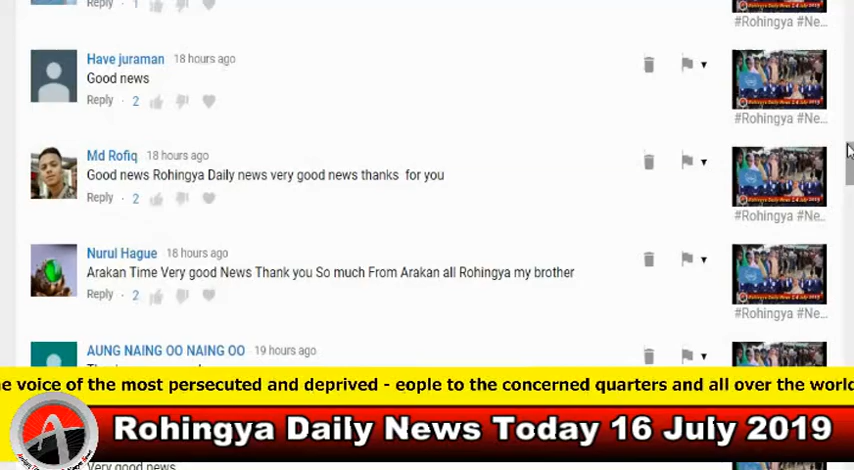 Reply · 1
#Rohingya #Ne...
Have juraman 18 hours ago
Good news
Reply · 2
#Rohingya #Ne...
Md Rofiq 18 hours ago
Good news Rohingya Daily news very good news thanks for you
Reply · 2
#Rohingya #Ne...
Nurul Hague 18 hours ago
Arakan Time Very good News Thank you So much From Arakan all Rohingya my brother
Reply · 2
#Rohingya #Ne...
AUNG NAING OO NAING OO 19 hours ago
e voice of the most persecuted and deprived - eople to the concerned quarters and all over the world
Rohingya Daily News Today 16 July 2019
Very good news